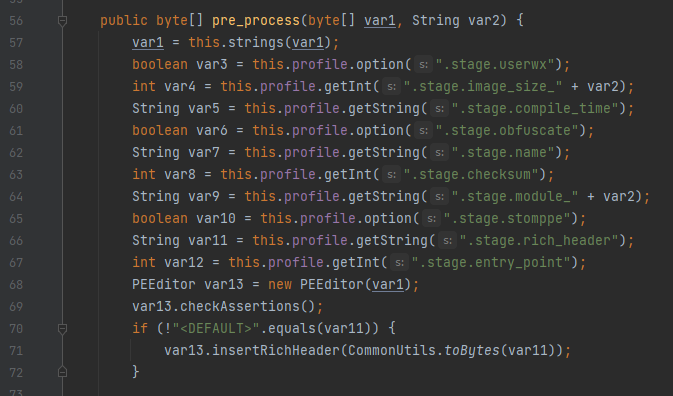 56 public byte[] pre_process(byte[] var1, String var2) {
57 var1 = this.strings(var1);
58 boolean var3 = this.profile.option( s: ".stage.userwx");
59 int var4 = this.profile.getInt( s: ".stage.image_size_" + var2);
60 String var5 = this.profile.getString( s: ".stage.compile_time");
61 boolean var6 = this.profile.option( s: ".stage.obfuscate");
62 String var7 = this.profile.getString( s: ".stage.name");
63 int var8 = this.profile.getInt( s: ".stage.checksum");
64 String var9 = this.profile.getString( s: ".stage.module_" + var2);
65 boolean var10 = this.profile.option( s: ".stage.stomppe");
66 String var11 = this.profile.getString( s: ".stage.rich_header");
67 int var12 = this.profile.getInt( s: ".stage.entry_point");
68 PEEditor var13 = new PEEditor(var1);
69 var13.checkAssertions();
70 if (!"<DEFAULT>".equals(var11)) {
71 var13.insertRichHeader(CommonUtils.toBytes(var11));
72 }